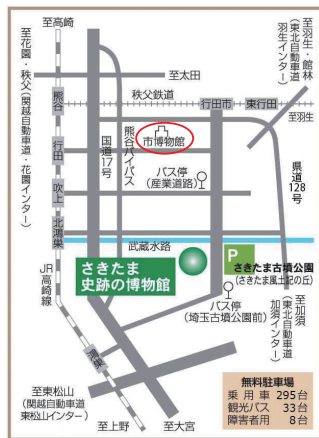 至高崎
至花園・秩父(関越自動車道・花園インター)
至太田
至羽生・館林
(東北自動車道
羽生インター)
秩父鉄道
熊谷
行田市
東行田
至羽生
国道17号
熊谷バイパス
市博物館
行田
バス停
(産業道路)
県道
128号
吹上
北鴻巣
武蔵水路
JR
高崎線
さきたま
史跡の博物館
P
さきたま古墳公園
(さきたま風土記の丘)
バス停
(埼玉古墳公園前)
至加須
(東北自動車道
加須インター)
鴻巣
至東松山
(関越自動車道
東松山インター)
至上野
至大宮
無料駐車場
乗用車 295台
観光バス 33台
障害者用 8台